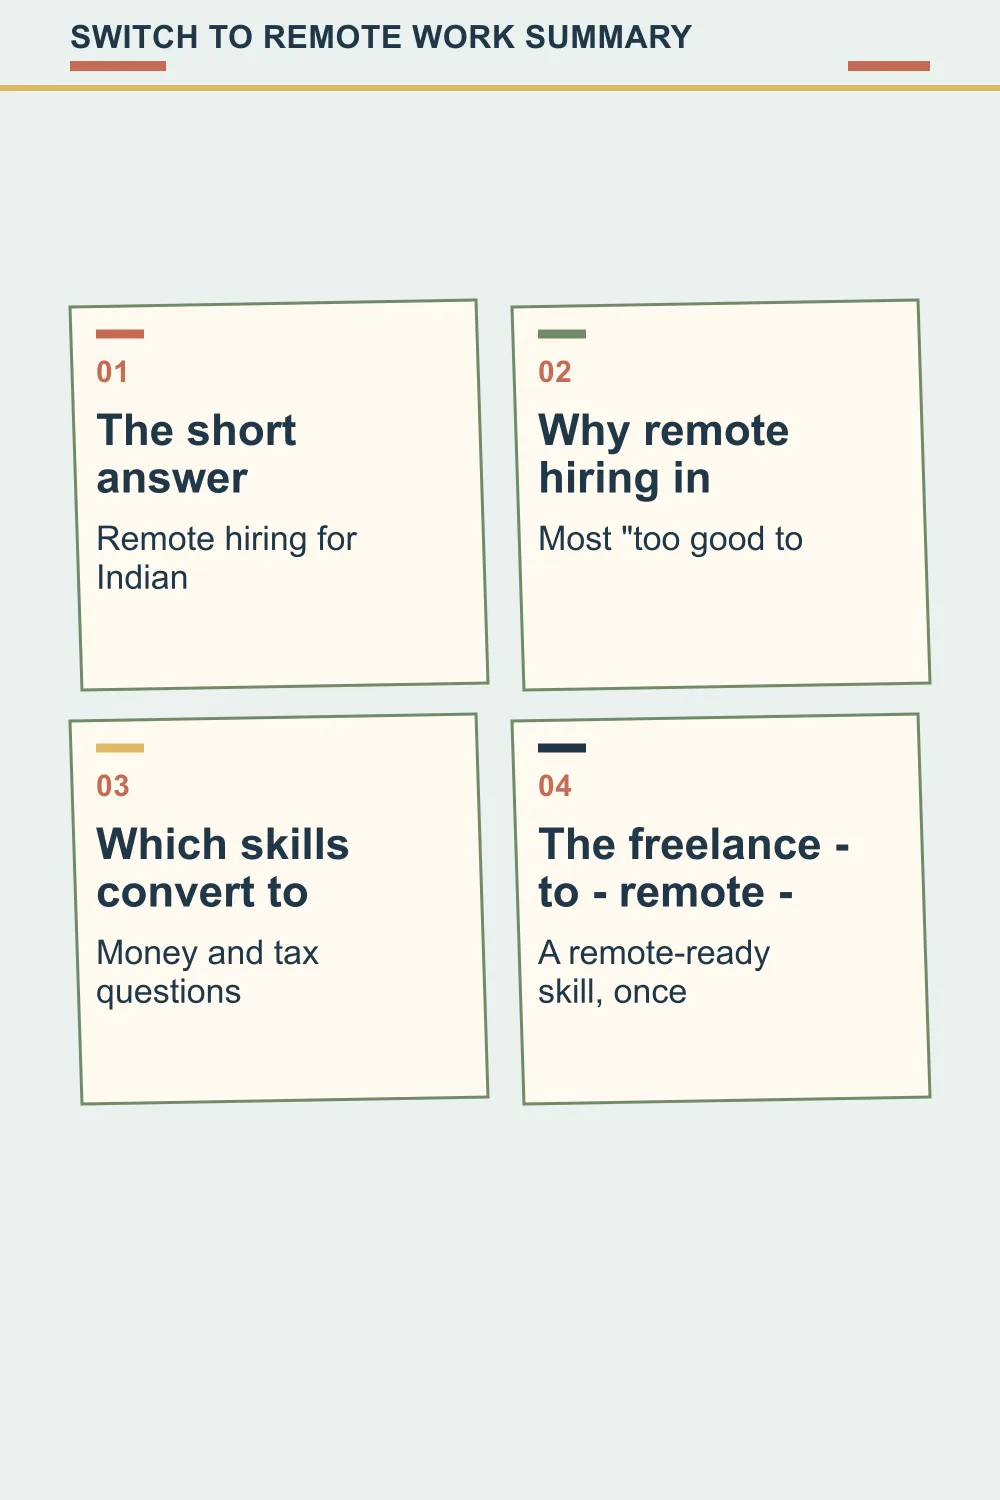 SWITCH TO REMOTE WORK SUMMARY
01
The short
answer
Remote hiring for
Indian
02
Why remote
hiring in
Most "too good to
03
Which skills
convert to
Money and tax
questions
04
The freelance -
to - remote -
A remote-ready
skill, once